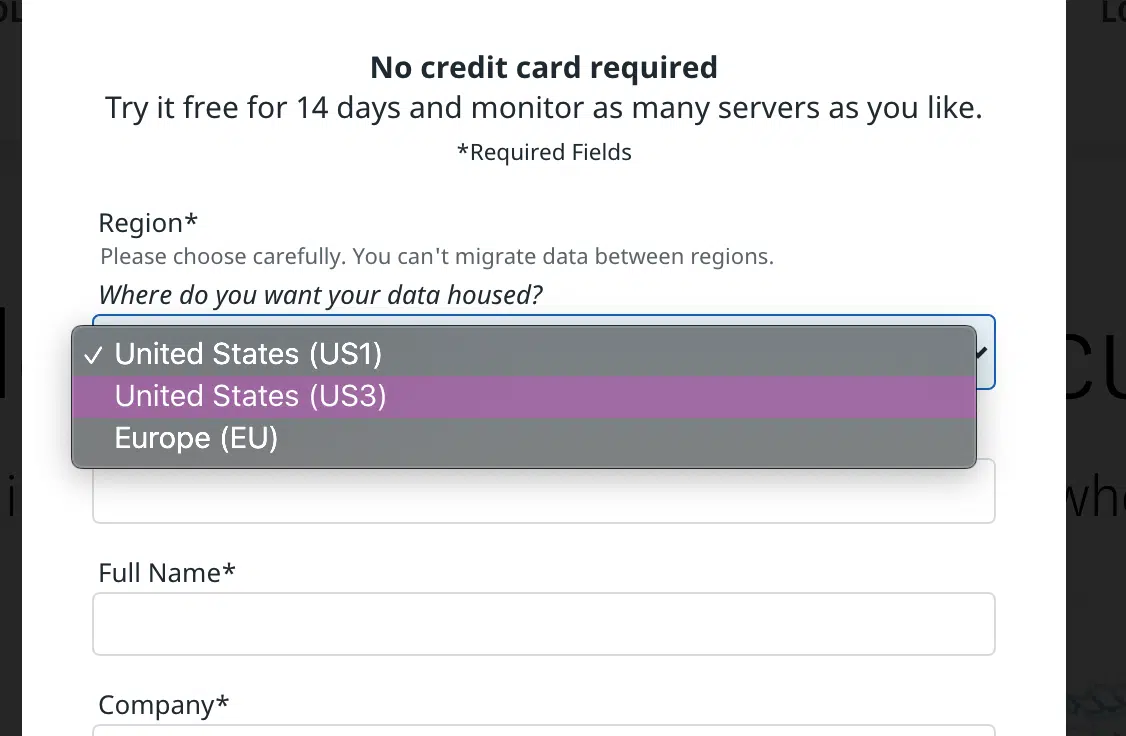 No credit card required
Try it free for 14 days and monitor as many servers as you like.
*Required Fields
Region*
Please choose carefully. You can't migrate data between regions.
Where do you want your data housed?
✓ United States (US1)
United States (US3)
Europe (EU)
Full Name*
Company*